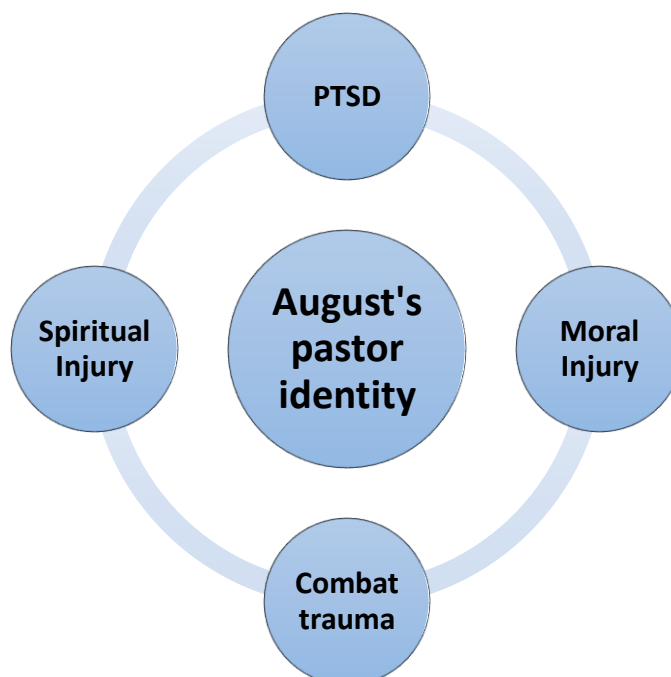 PTSD
Spiritual
Injury
August's
pastor
identity
Moral
Injury
Combat
trauma